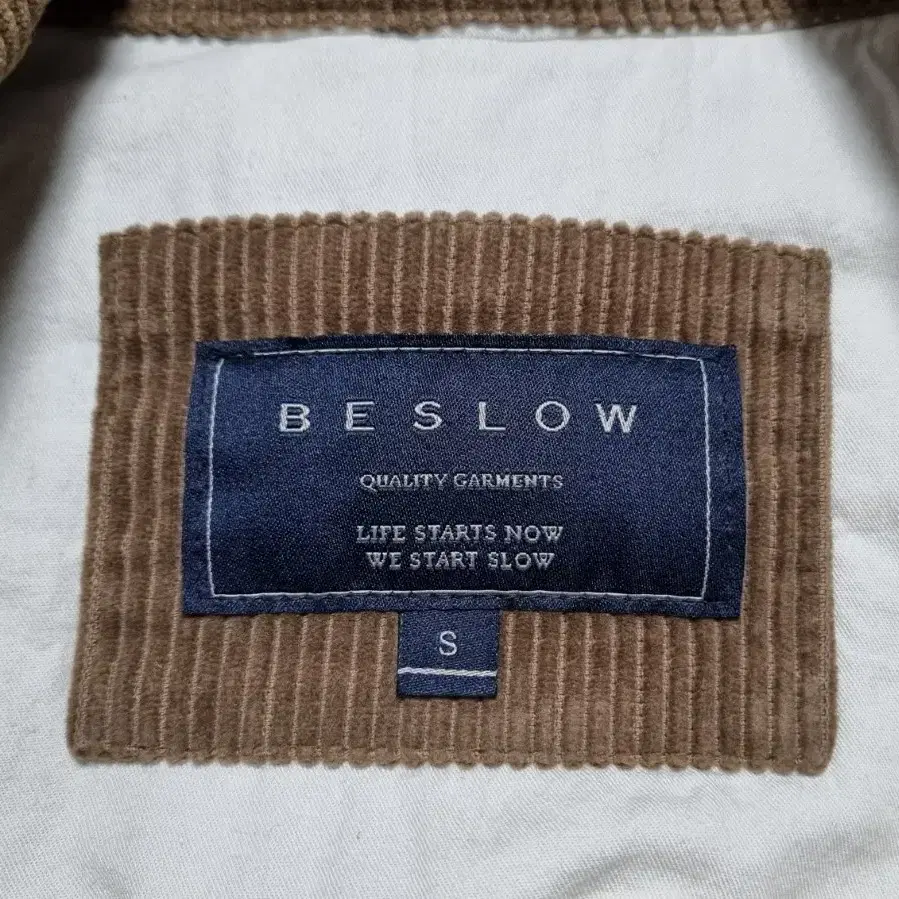 BESLOW
QUALITY GARMENTS
LIFE STARTS NOW
WE START SLOW
S